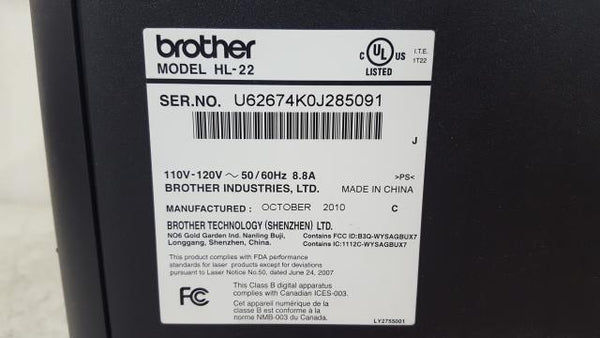 brother
MODEL HL-22
c UL US
LISTED
I.T.E.
1T22
SER.NO. U62674K0J285091
J
110V-120V ~ 50/60Hz 8.8A
>PS<
BROTHER INDUSTRIES, LTD. MADE IN CHINA
MANUFACTURED : OCTOBER 2010 C
BROTHER TECHNOLOGY (SHENZHEN) LTD.
NO6 Gold Garden Ind. Nanling Buji,
Longgang, Shenzhen, China.
Contains FCC ID:B3Q-WYSAGBUX7
Contains IC:1112C-WYSAGBUX7
This product complies with FDA performance
standards for laser products except for deviations
pursuant to Laser Notice No.50, dated June 24, 2007
FC
This Class B digital apparatus
complies with Canadian ICES-003.
Cet appareil numérique de la
classe B est conforme à la
norme NMB-003 du Canada.
LY2755001